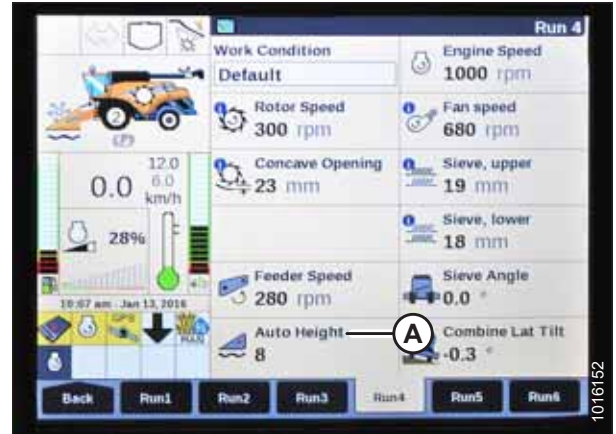 Run 4
Work Condition
Default
Engine Speed
1000 rpm
Rotor Speed
300 rpm
Fan speed
680 rpm
Concave Opening
23 mm
Sieve, upper
19 mm
Sieve, lower
18 mm
Feeder Speed
280 rpm
Sieve Angle
0.0 °
Auto Height
8
A
Combine Lat Tilt
-0.3 °
2
(P)
12.0
6.0
0.0
km/h
28%
10:07 am Jan 13, 2016
GPS
MAX
Back
Run1
Run2
Run3
Run4
Run5
Run6
1016152